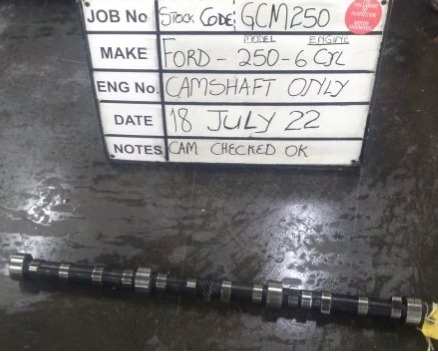 JOB No STOCK CODE: GCM250
MODEL ENGINE
MAKE FORD - 250 - 6 CYL
ENG No. CAMSHAFT ONLY
DATE 18 JULY 22
NOTES CAM CHECKED OK